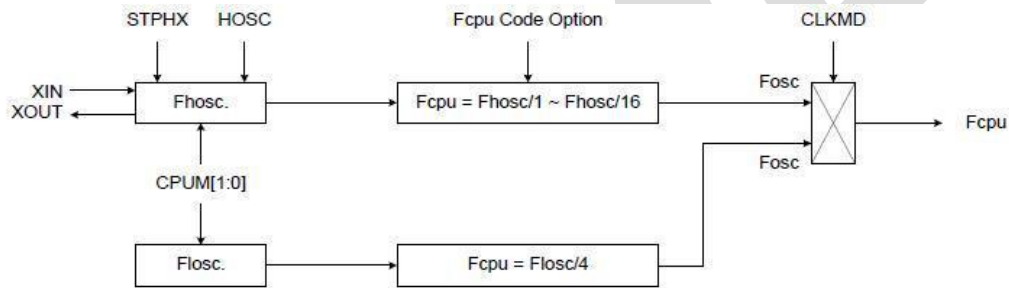 STPHX HOSC Fcpu Code Option CLKMD
XIN
XOUT
Fhosc.
Fcpu = Fhosc/1 ~ Fhosc/16
Fosc
Fcpu
Fosc
CPUM[1:0]
Flosc.
Fcpu = Flosc/4